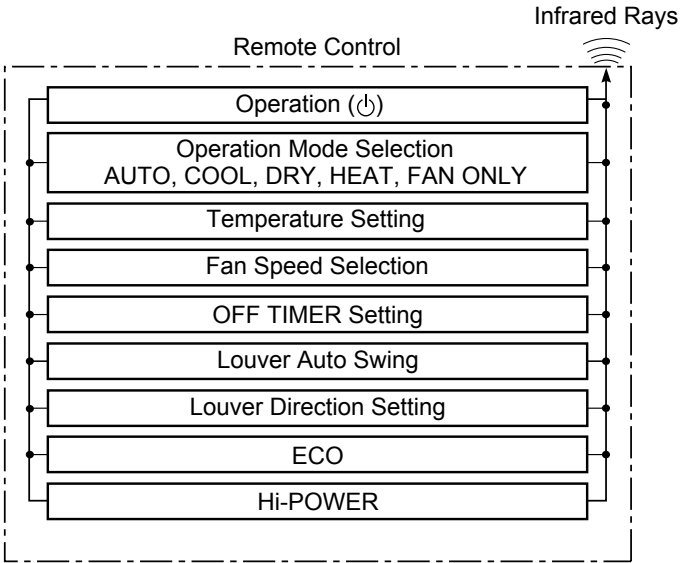 Infrared Rays
Remote Control
Operation (⏻)
Operation Mode Selection
AUTO, COOL, DRY, HEAT, FAN ONLY
Temperature Setting
Fan Speed Selection
OFF TIMER Setting
Louver Auto Swing
Louver Direction Setting
ECO
Hi-POWER